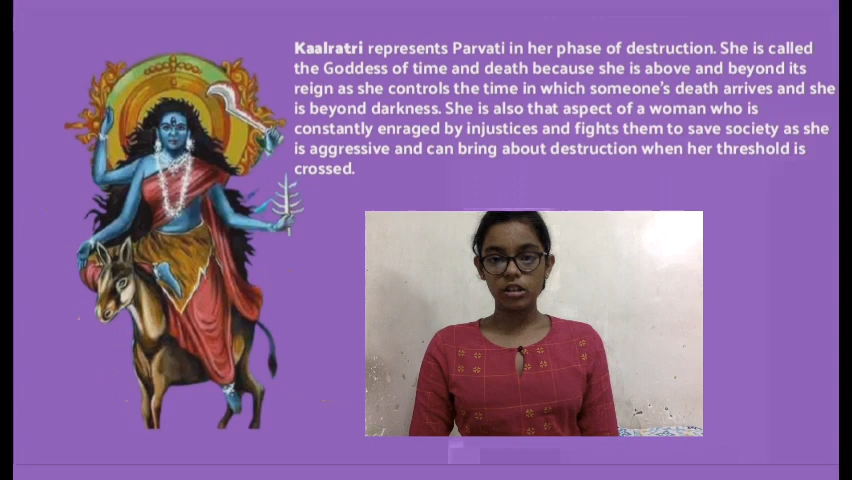 Kaalratri represents Parvati in her phase of destruction. She is called
the Goddess of time and death because she is above and beyond its
reign as she controls the time in which someone's death arrives and she
is beyond darkness. She is also that aspect of a woman who is
constantly enraged by injustices and fights them to save society as she
is aggressive and can bring about destruction when her threshold is
crossed.